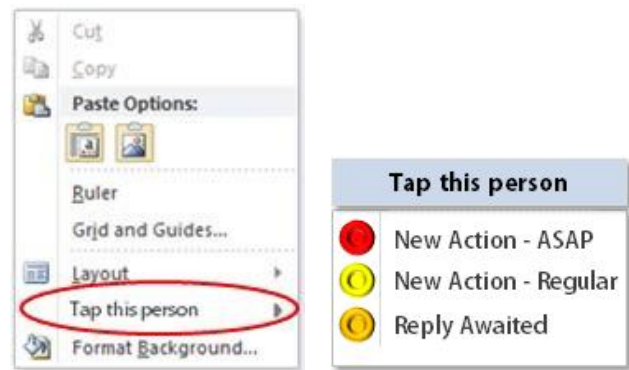 Cut
Copy
Paste Options:
Ruler
Grid and Guides...
Layout
Tap this person
Format Background...
Tap this person
New Action - ASAP
New Action - Regular
Reply Awaited